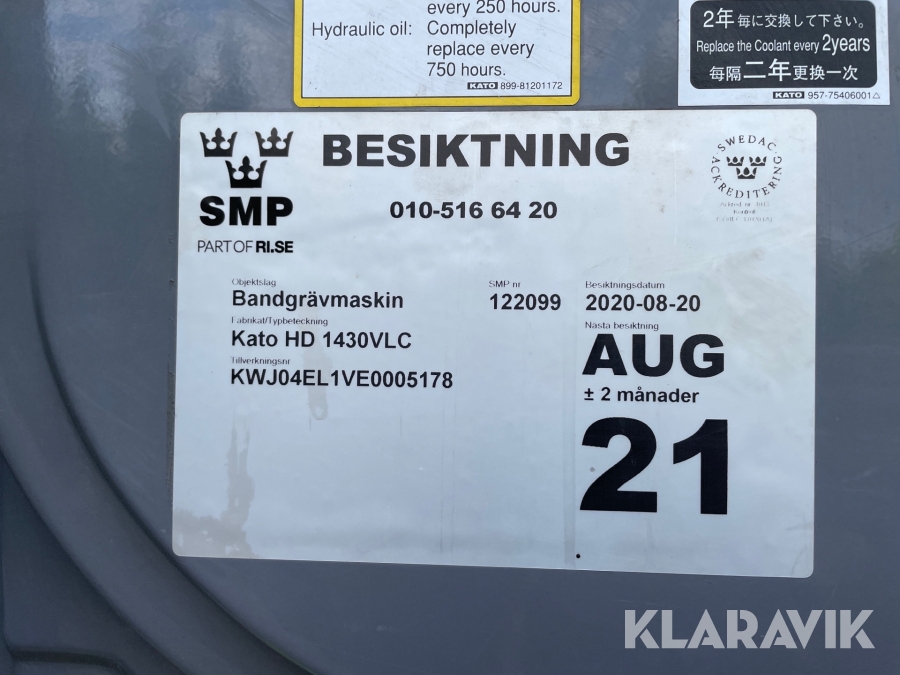 every 250 hours.
Hydraulic oil: Completely
replace every
750 hours.
KATO 899-81201172
2年毎に交換して下さい。
Replace the Coolant every 2years
毎隔二年更换一次
KATO 957-75406001△
SMP
PART OF RI.SE
BESIKTNING
010-516 64 20
SWEDAC
ACKREDITERING
Kontroll
Objektslag
Bandgrävmaskin
Fabrikat/Typbeteckning
Kato HD 1430VLC
Tillverkningsnr
KWJ04EL1VE0005178
SMP nr
122099
Besiktningsdatum
2020-08-20
Nästa besiktning
AUG
± 2 månader
21
KLARAVIK